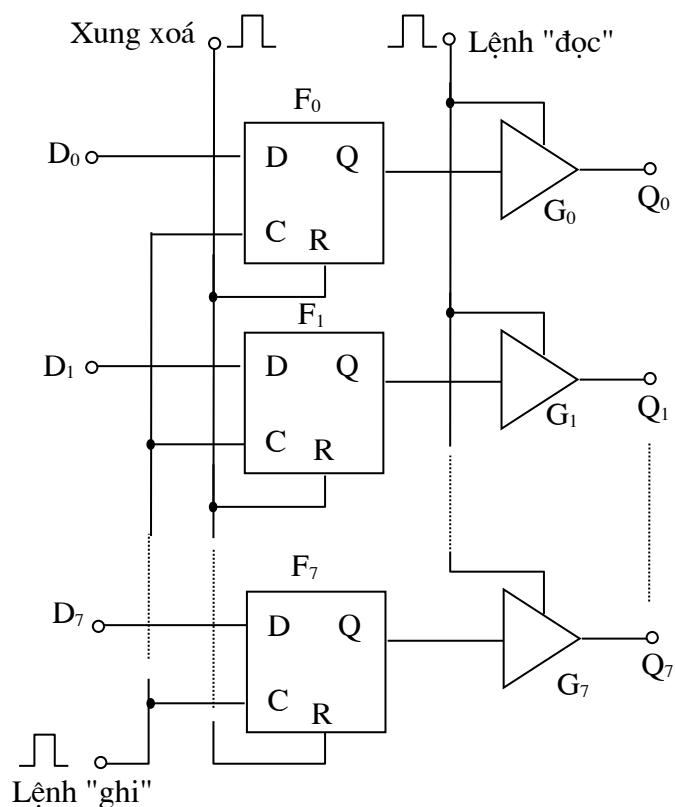 Xung xoá
Lệnh "đọc"
F0
D0
D Q
C R
G0
Q0
F1
D1
D Q
C R
G1
Q1
F7
D7
D Q
C R
G7
Q7
Lệnh "ghi"